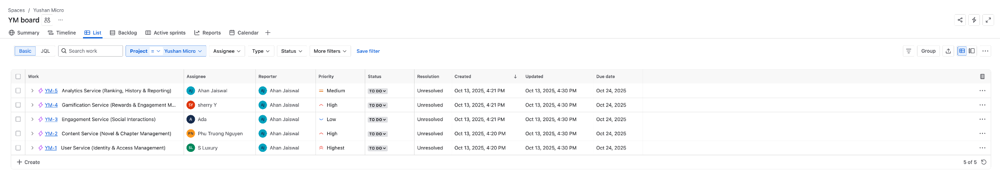 Spaces / Yushan Micro
YM board
Summary Timeline List Backlog Active sprints Reports Calendar
Basic JQL Search work Project = Yushan Micro Assignee Type Status More filters Save filter Group
Work Assignee Reporter Priority Status Resolution Created Updated Due date
YM-5 Analytics Service (Ranking, History & Reporting) AJ Ahan Jaiswal AJ Ahan Jaiswal Medium TO DO Unresolved Oct 13, 2025, 4:21 PM Oct 13, 2025, 4:30 PM Oct 24, 2025
YM-4 Gamification Service (Rewards & Engagement M... SY sherry Y AJ Ahan Jaiswal High TO DO Unresolved Oct 13, 2025, 4:21 PM Oct 13, 2025, 4:30 PM Oct 24, 2025
YM-3 Engagement Service (Social Interactions) A Ada AJ Ahan Jaiswal Low TO DO Unresolved Oct 13, 2025, 4:21 PM Oct 13, 2025, 4:30 PM Oct 24, 2025
YM-2 Content Service (Novel & Chapter Management) PN Phu Truong Nguyen AJ Ahan Jaiswal High TO DO Unresolved Oct 13, 2025, 4:20 PM Oct 13, 2025, 4:30 PM Oct 24, 2025
YM-1 User Service (Identity & Access Management) SL S Luxury AJ Ahan Jaiswal Highest TO DO Unresolved Oct 13, 2025, 4:20 PM Oct 13, 2025, 4:30 PM Oct 24, 2025
Create 5 of 5